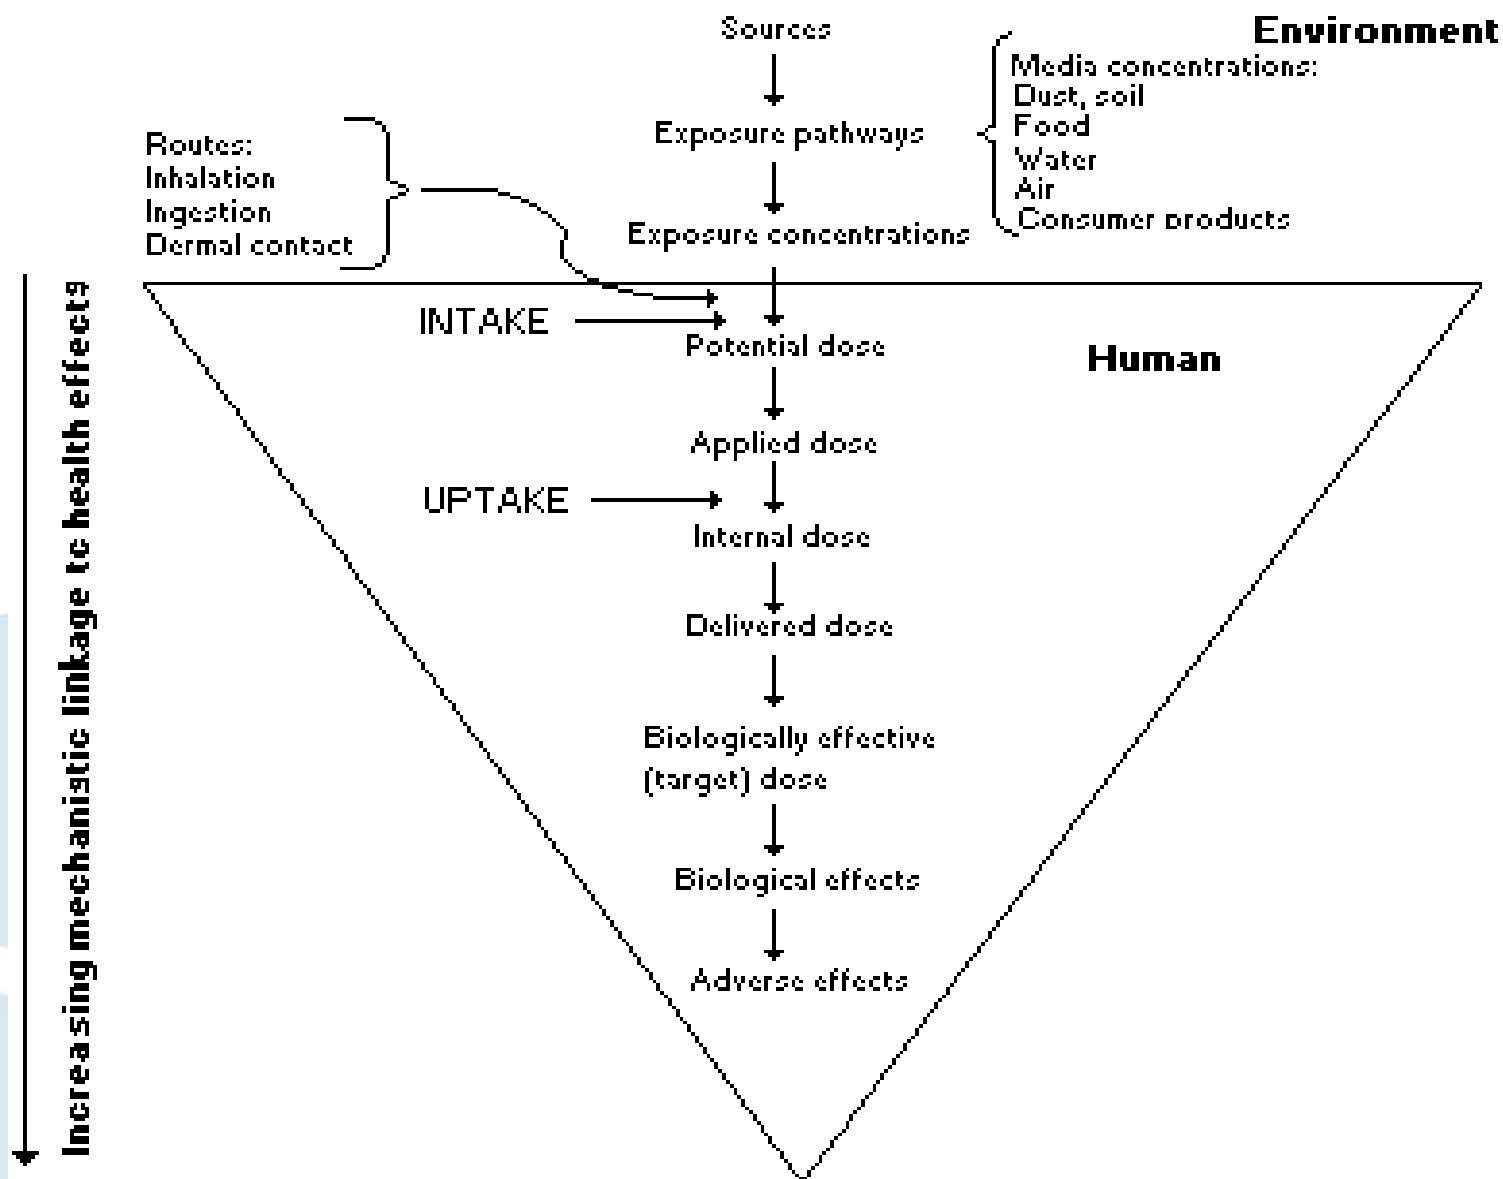 Sources
Environment
Media concentrations:
Dust, soil
Food
Water
Air
Consumer products
Exposure pathways
Routes:
Inhalation
Ingestion
Dermal contact
Exposure concentrations
INTAKE
Potential dose
Human
Applied dose
UPTAKE
Internal dose
Delivered dose
Biologically effective
(target) dose
Biological effects
Adverse effects
Increasing mechanistic linkage to health effects